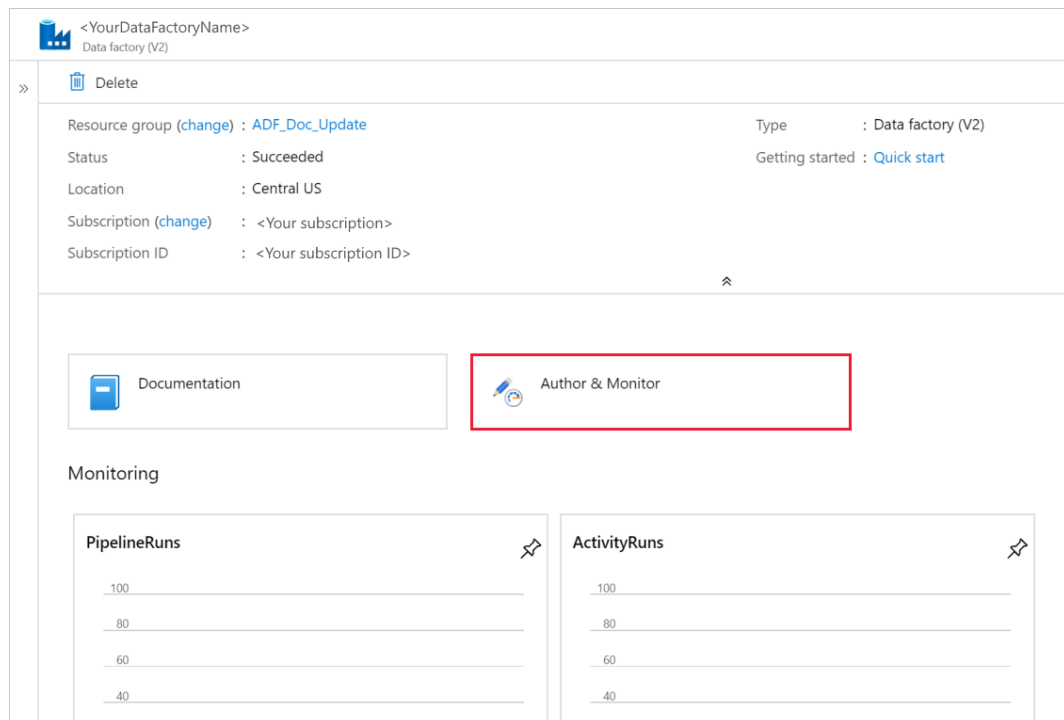 <YourDataFactoryName>
Data factory (V2)
Delete
Resource group (change) : ADF_Doc_Update
Type : Data factory (V2)
Status : Succeeded
Getting started : Quick start
Location : Central US
Subscription (change) : <Your subscription>
Subscription ID : <Your subscription ID>
Documentation
Author & Monitor
Monitoring
PipelineRuns
100
80
60
40
ActivityRuns
100
80
60
40